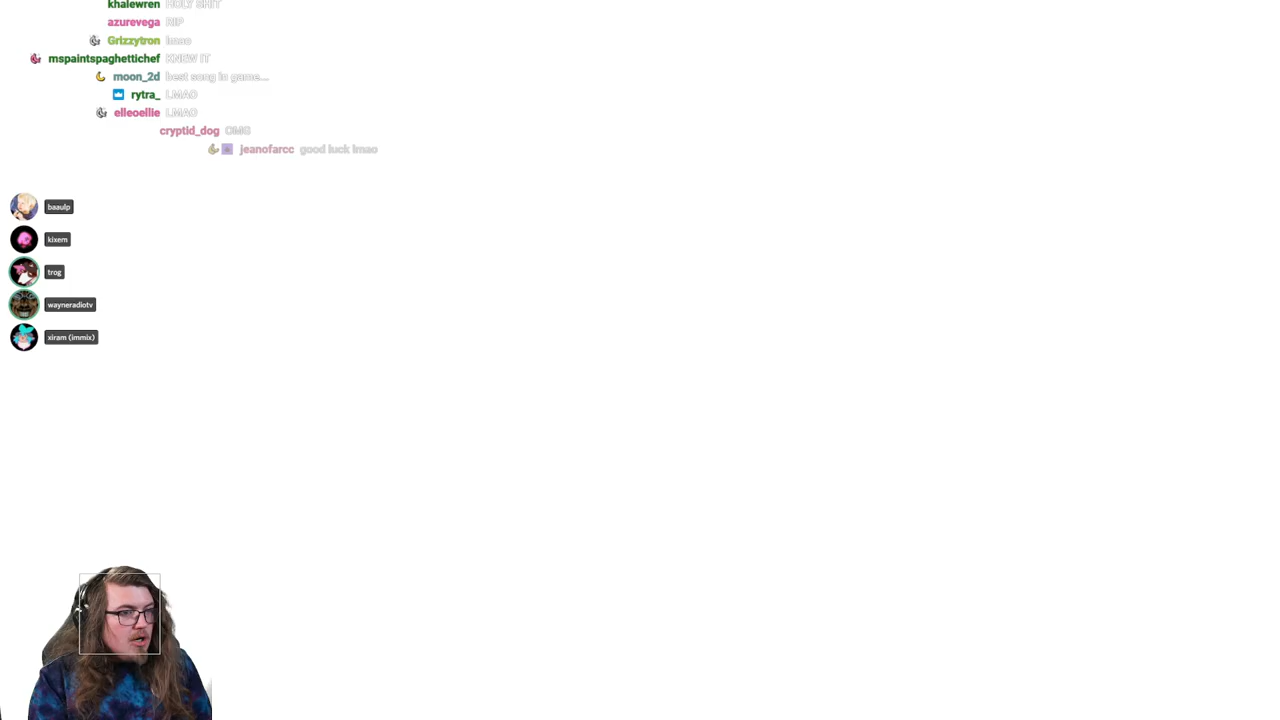 khalewren HOLY SHIT
azurevega RIP
Grizzytron lmao
mspaintspaghettichef KNEW IT
moon_2d best song in game...
rytra_ LMAO
elleoellie LMAO
cryptid_dog OMG
jeanofarcc good luck lmao
baaulp
kixem
trog
wayneradiotv
xiram (immix)